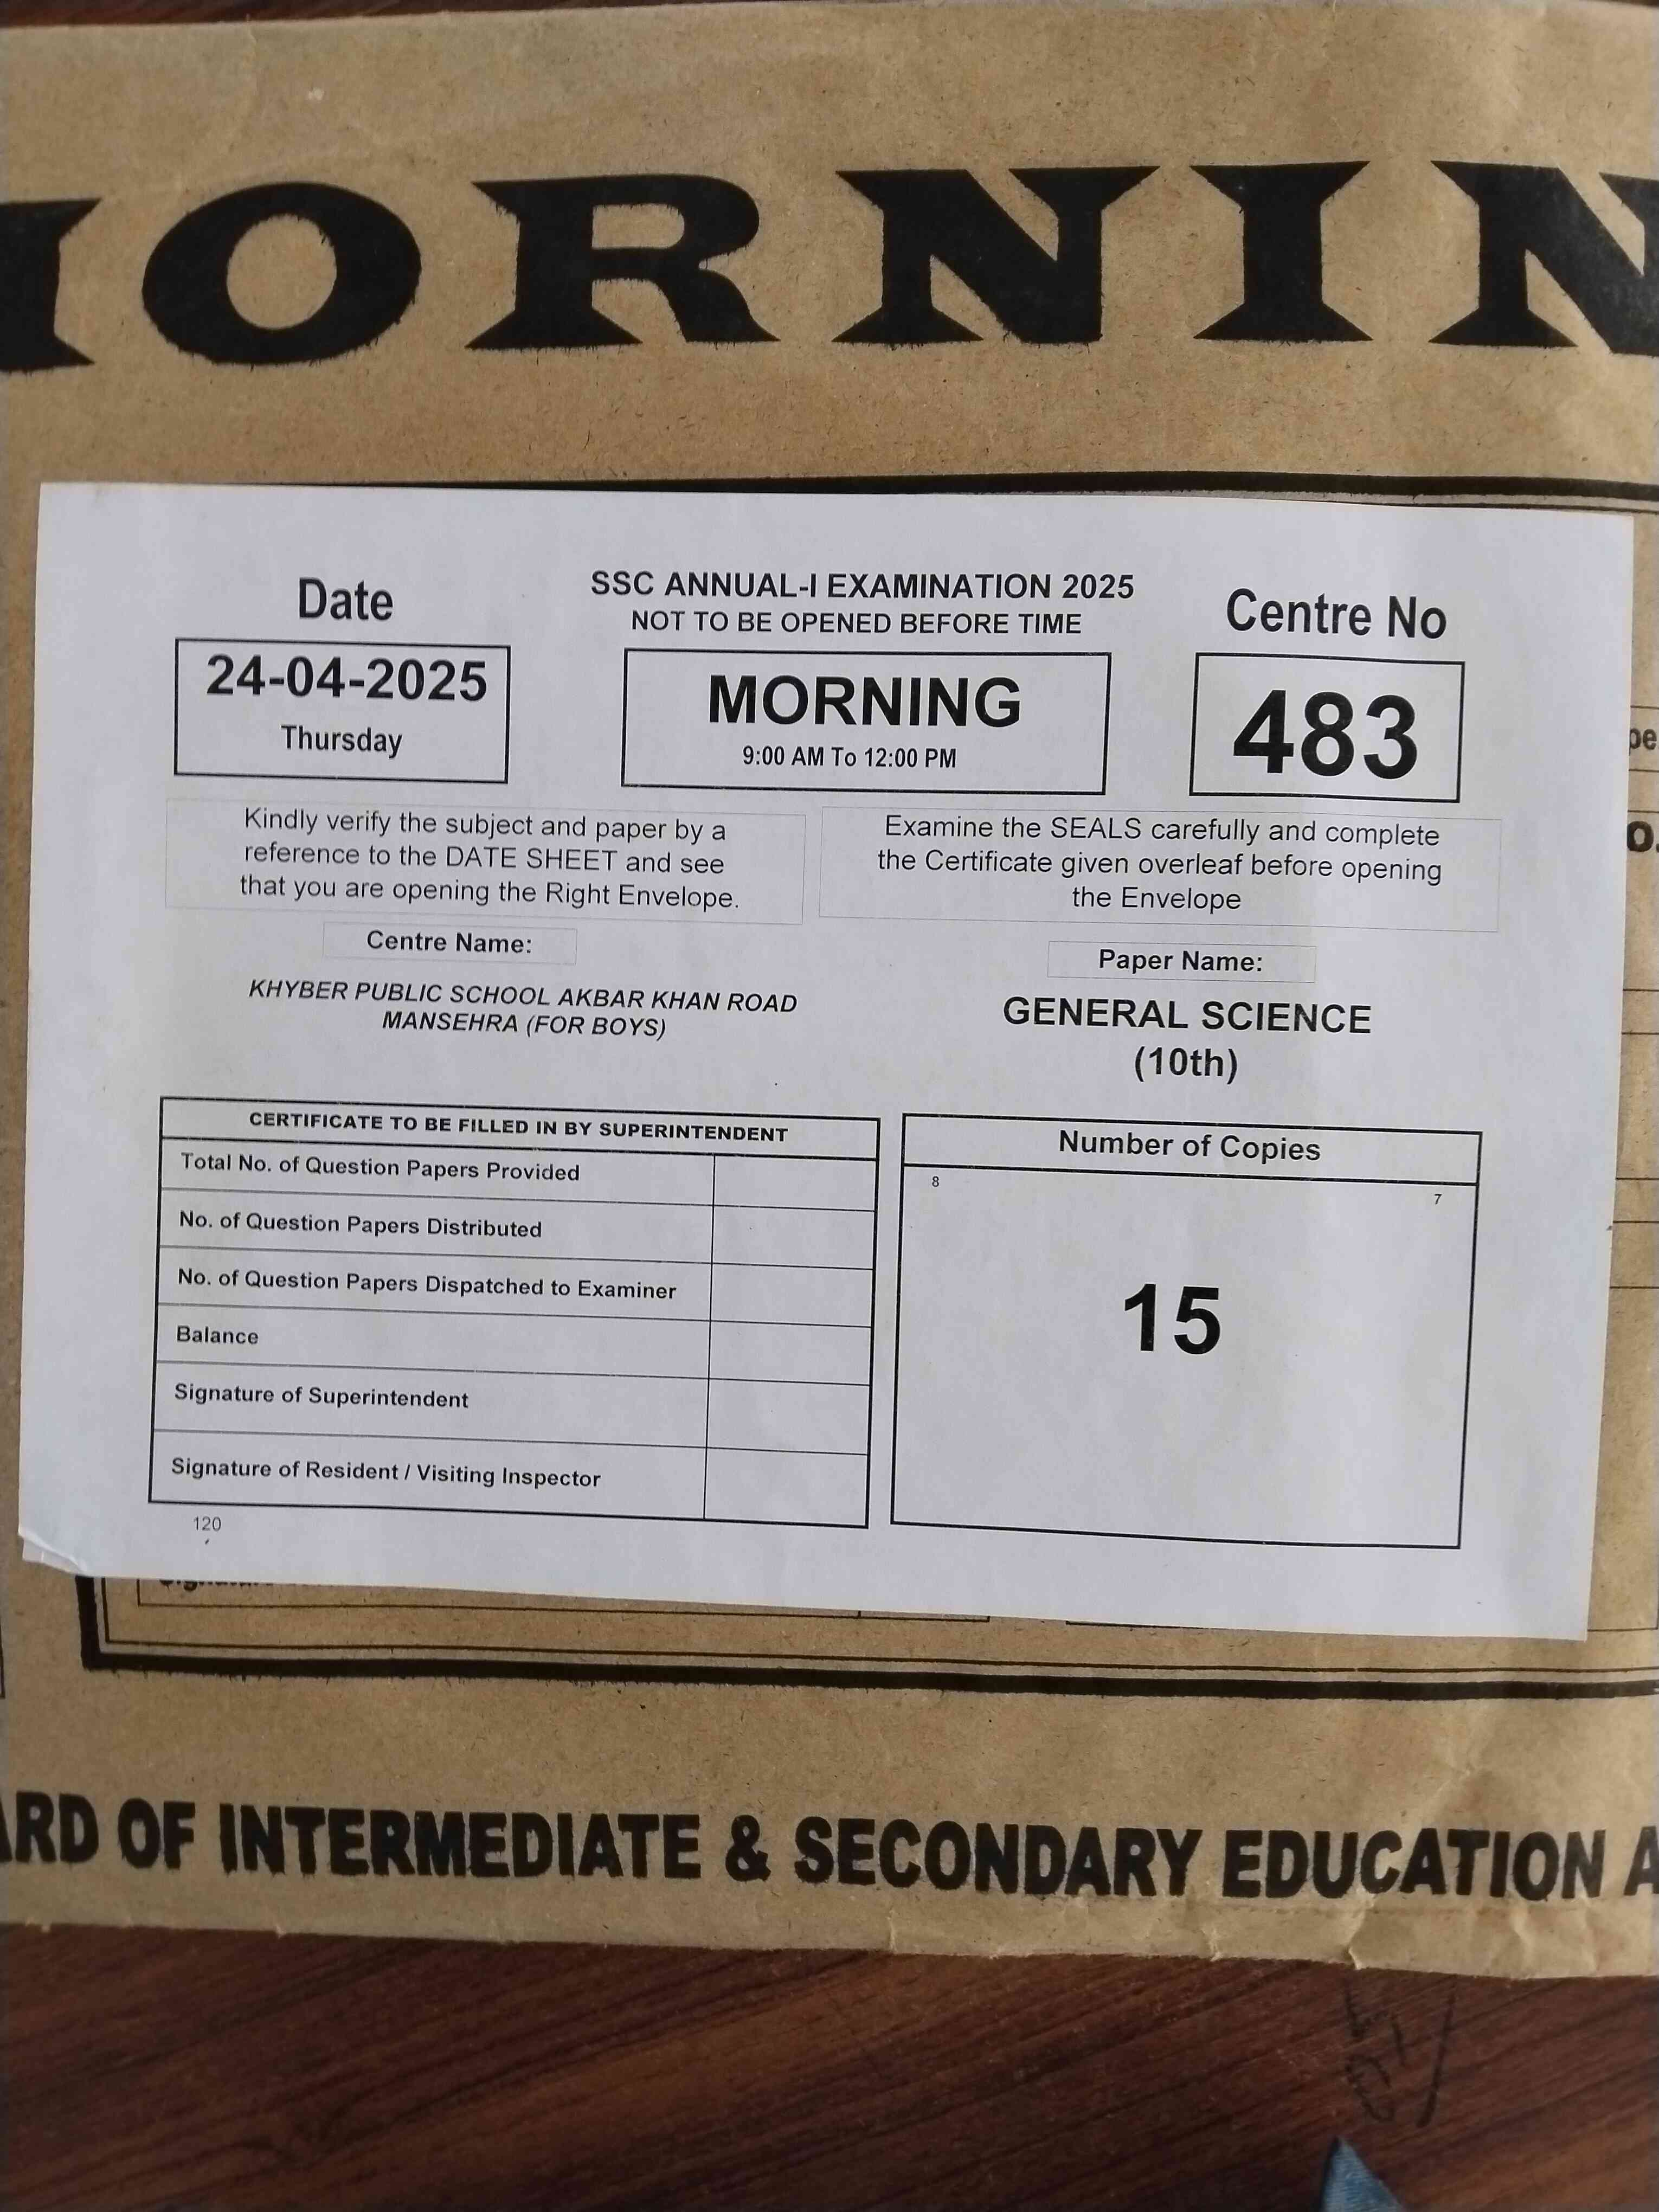 MORNIN
Date
24-04-2025
Thursday
SSC ANNUAL-I EXAMINATION 2025
NOT TO BE OPENED BEFORE TIME
MORNING
9:00 AM To 12:00 PM
Centre No
483
Kindly verify the subject and paper by a
reference to the DATE SHEET and see
that you are opening the Right Envelope.
Examine the SEALS carefully and complete
the Certificate given overleaf before opening
the Envelope
Centre Name:
KHYBER PUBLIC SCHOOL AKBAR KHAN ROAD
MANSEHRA (FOR BOYS)
Paper Name:
GENERAL SCIENCE
(10th)
CERTIFICATE TO BE FILLED IN BY SUPERINTENDENT
Total No. of Question Papers Provided
No. of Question Papers Distributed
No. of Question Papers Dispatched to Examiner
Balance
Signature of Superintendent
Signature of Resident / Visiting Inspector
120
Number of Copies
8 7
15
ARD OF INTERMEDIATE & SECONDARY EDUCATION A